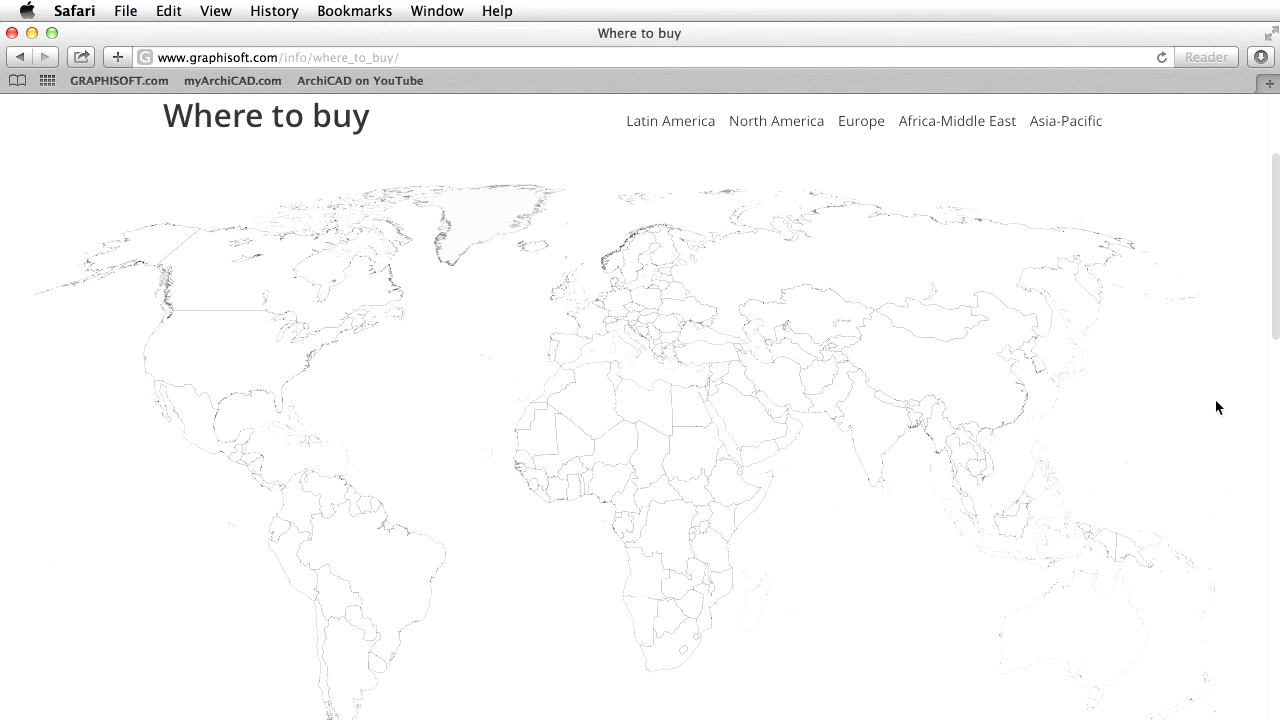 Safari File Edit View History Bookmarks Window Help
Where to buy
www.graphisoft.com/info/where_to_buy/
Reader
GRAPHISOFT.com myArchiCAD.com ArchiCAD on YouTube
Where to buy
Latin America North America Europe Africa-Middle East Asia-Pacific